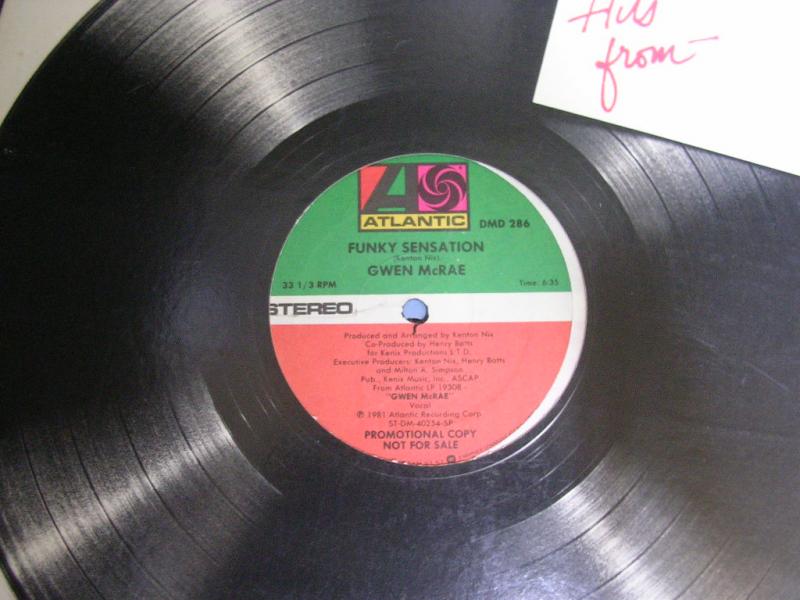 Hits
from
ATLANTIC
DMD 286
FUNKY SENSATION
(Kenton Nix)
GWEN McRAE
33 1/3 RPM
Time: 6:35
STEREO
Produced and Arranged by Kenton Nix
Co-Produced by Henry Batts
for Kenix Productions LTD.
Executive Producers: Kenton Nix, Henry Batts
and Milton A. Simpson
Pub., Kenix Music, Inc., ASCAP
From Atlantic LP 19308 -
"GWEN McRAE"
Vocal
℗ 1981 Atlantic Recording Corp.
ST-DM-40254-SP
PROMOTIONAL COPY
NOT FOR SALE